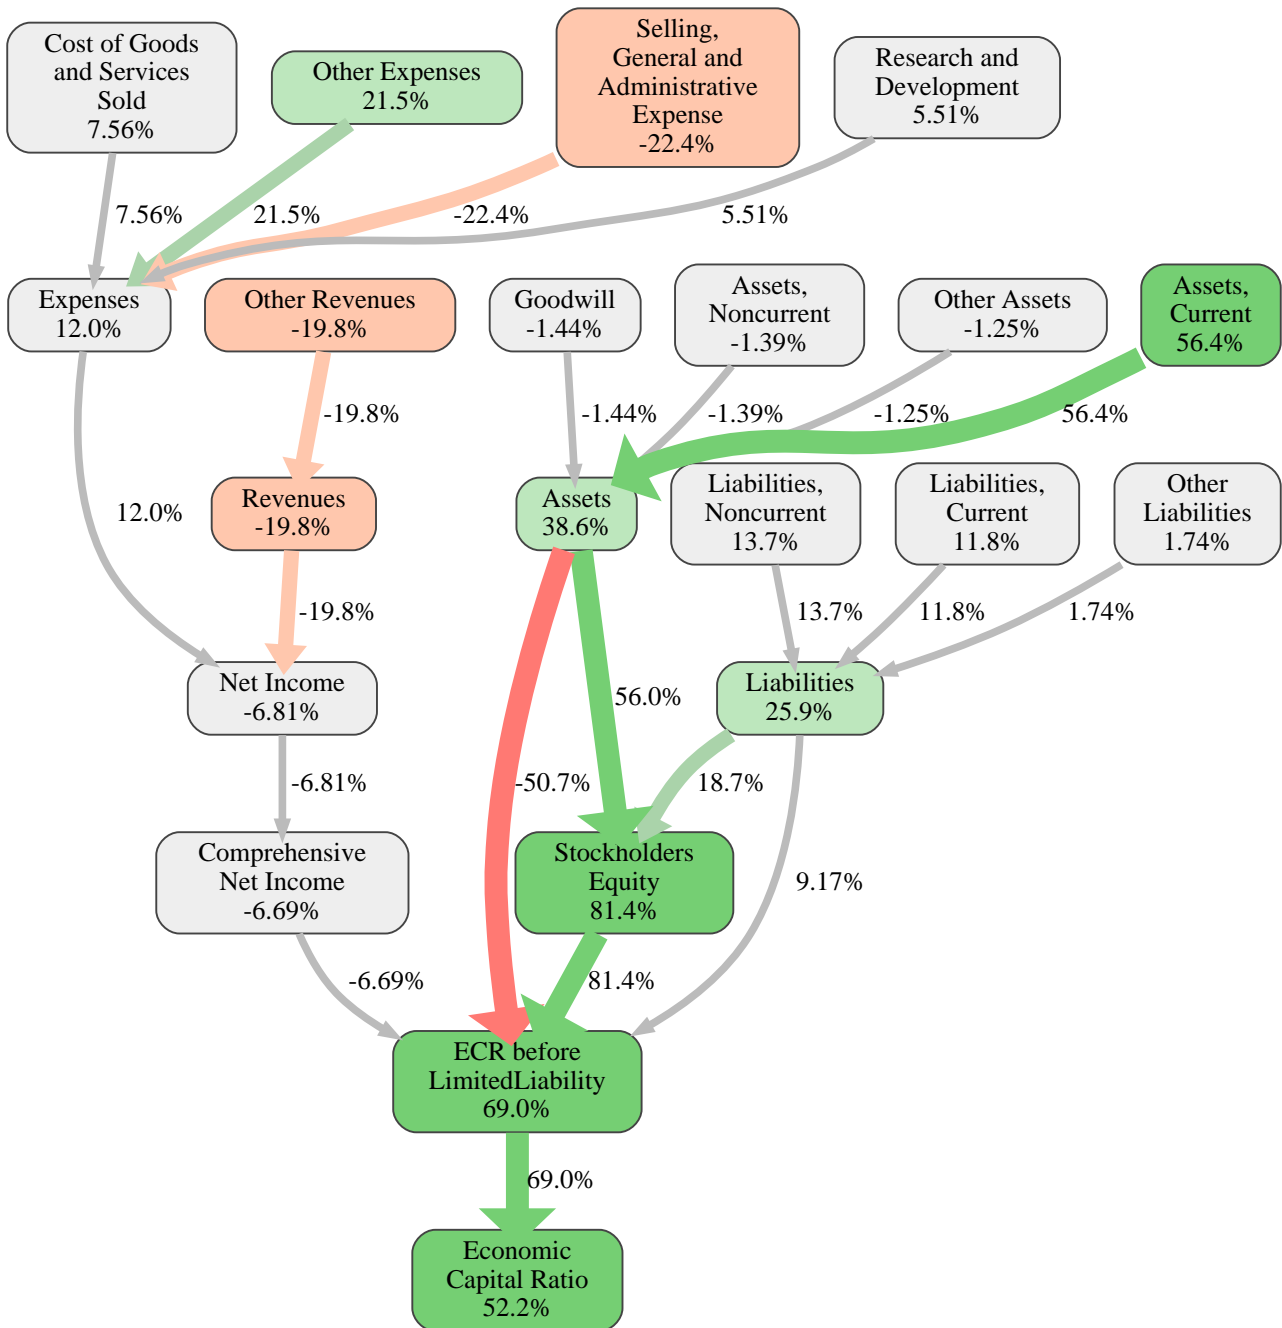 Cost of Goods
and Services
Sold
7.56%
Other Expenses
21.5%
Selling,
General and
Administrative
Expense
-22.4%
Research and
Development
5.51%
7.56%
21.5%
-22.4%
5.51%
Expenses
12.0%
Other Revenues
-19.8%
Goodwill
-1.44%
Assets,
Noncurrent
-1.39%
Other Assets
-1.25%
Assets,
Current
56.4%
-19.8%
-1.44%
-1.39%
-1.25%
56.4%
12.0%
Revenues
-19.8%
Assets
38.6%
Liabilities,
Noncurrent
13.7%
Liabilities,
Current
11.8%
Other
Liabilities
1.74%
-19.8%
13.7%
11.8%
1.74%
Net Income
-6.81%
56.0%
Liabilities
25.9%
-6.81%
-50.7%
18.7%
Comprehensive
Net Income
-6.69%
Stockholders
Equity
81.4%
9.17%
-6.69%
81.4%
ECR before
LimitedLiability
69.0%
69.0%
Economic
Capital Ratio
52.2%